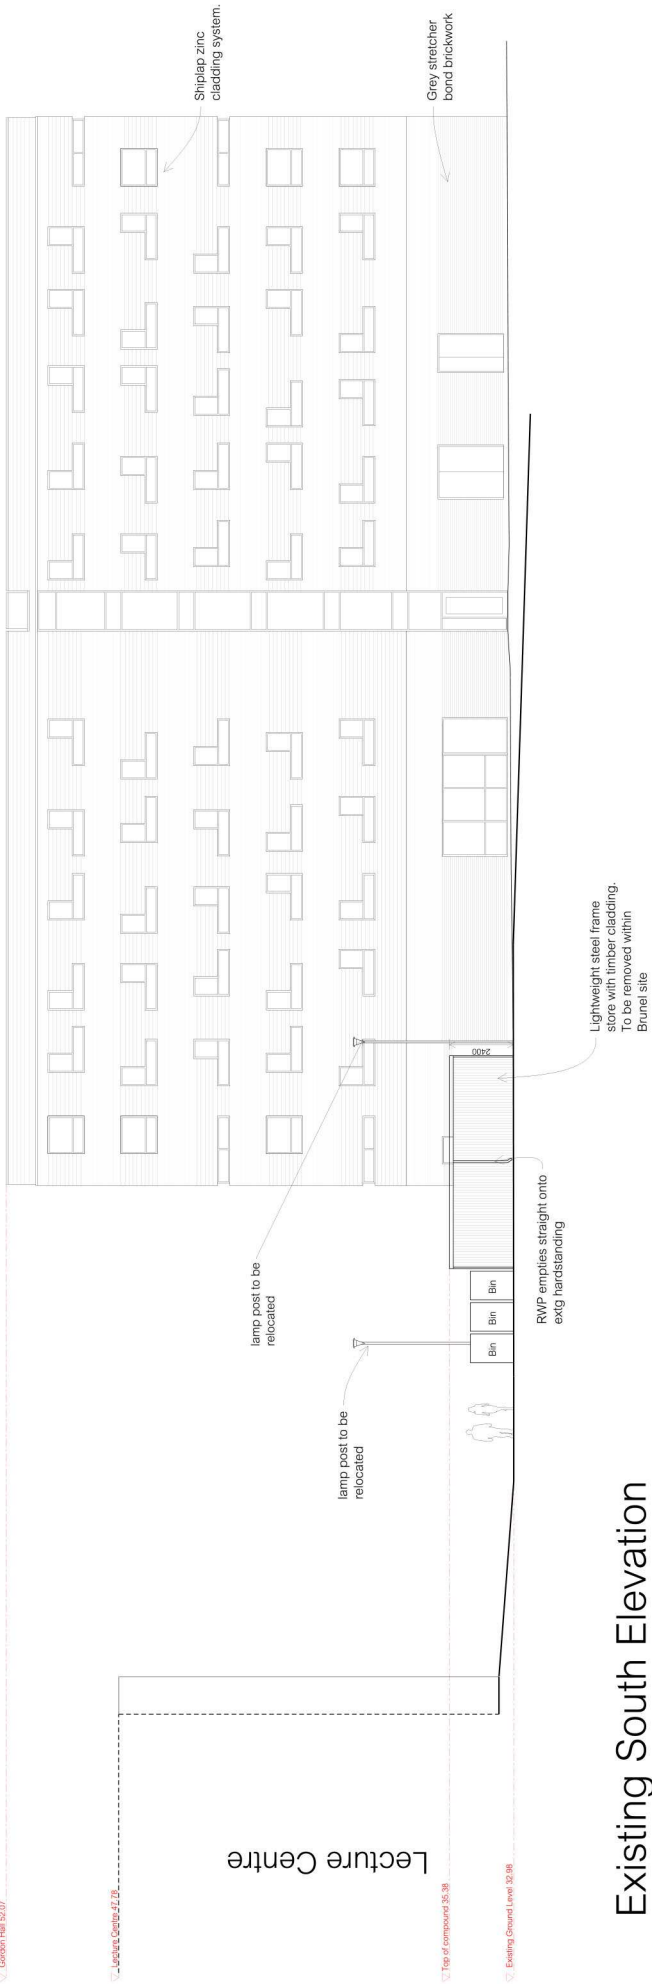 Shiplap zinc
cladding system.
Grey stretcher
bond brickwork
Gordon Hall 52.07
Lecture Centre 47.78
Top of compound 35.38
Existing Ground Level 32.98
Lecture Centre
lamp post to be
relocated
lamp post to be
relocated
Bin
Bin
Bin
2400
RWP empties straight onto
extg hardstanding
Lightweight steel frame
store with timber cladding.
To be removed within
Brunel site
Existing South Elevation